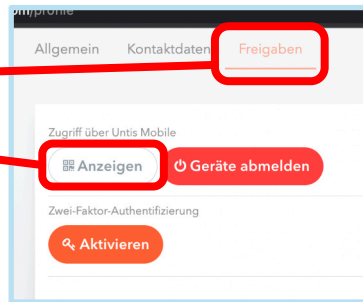 om/profile
Allgemein Kontaktdaten Freigaben
Zugriff über Untis Mobile
Anzeigen Geräte abmelden
Zwei-Faktor-Authentifizierung
Aktivieren